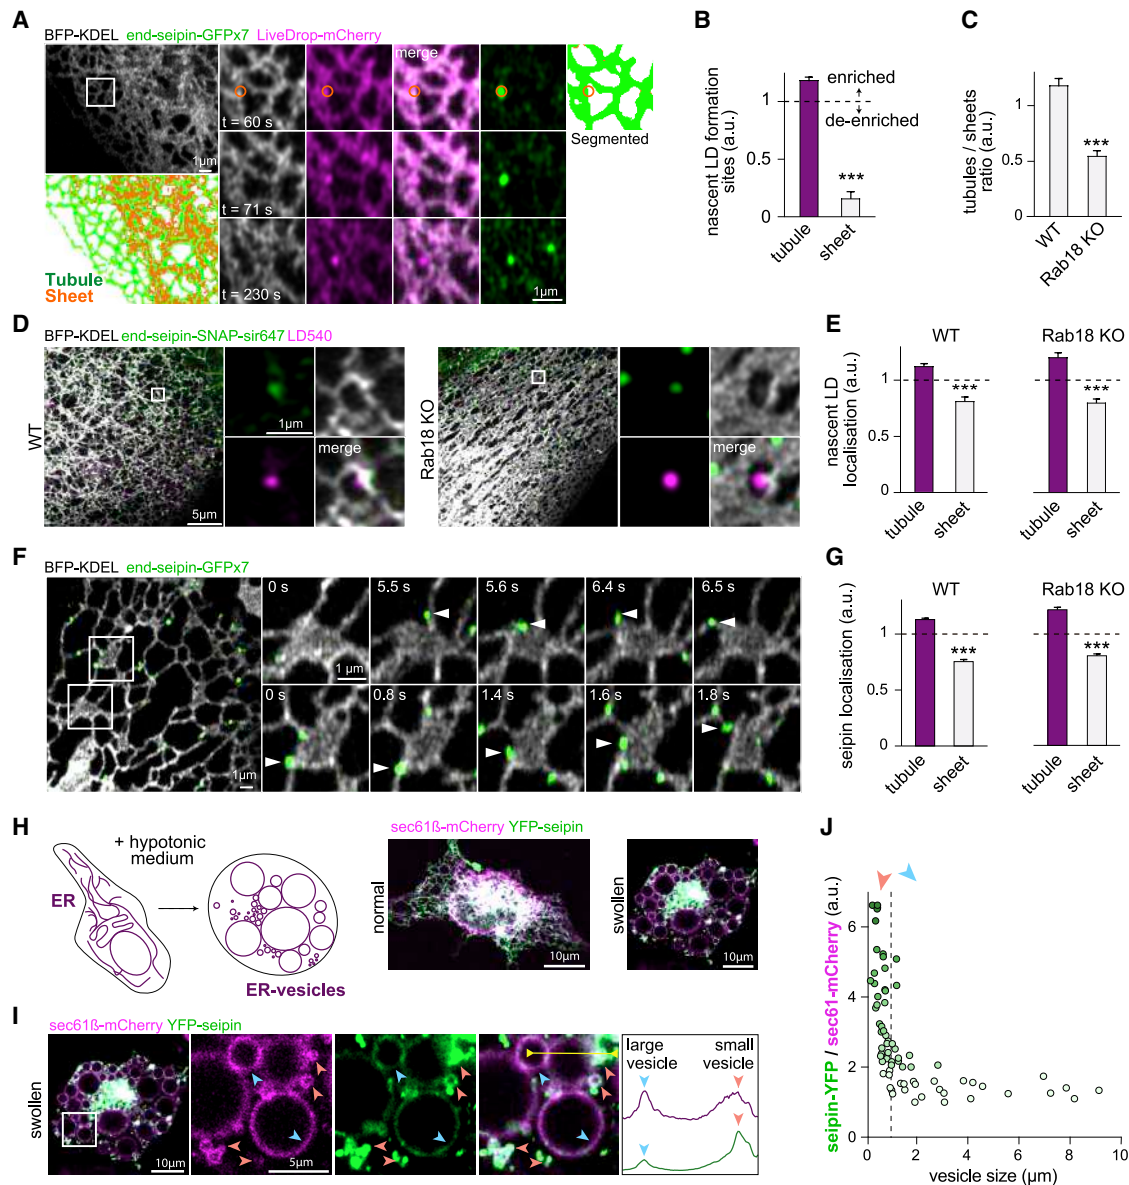 A
BFP-KDEL end-seipin-GFPx7 LiveDrop-mCherry
merge
t = 60 s
1µm
Segmented
t = 71 s
Tubule
Sheet
t = 230 s
1µm
B
nascent LD formation
sites (a.u.)
1
0.5
0
enriched
de-enriched
***
tubule
sheet
C
tubules / sheets
ratio (a.u.)
1
0.5
0
***
WT
Rab18 KO
D
BFP-KDEL end-seipin-SNAP-sir647 LD540
WT
5µm
1µm
merge
Rab18 KO
merge
E
WT
Rab18 KO
nascent LD
localisation (a.u.)
1
0.5
0
***
***
tubule
sheet
tubule
sheet
F
BFP-KDEL end-seipin-GFPx7
1µm
0 s
5.5 s
5.6 s
6.4 s
6.5 s
1 µm
0 s
0.8 s
1.4 s
1.6 s
1.8 s
G
WT
Rab18 KO
seipin localisation (a.u.)
1
0.5
0
***
***
tubule
sheet
tubule
sheet
H
+ hypotonic
medium
ER
ER-vesicles
sec61ß-mCherry YFP-seipin
normal
10µm
swollen
10µm
I
sec61ß-mCherry YFP-seipin
swollen
10µm
5µm
large
vesicle
small
vesicle
J
seipin-YFP / sec61-mCherry (a.u.)
6
4
2
0
0
2
4
6
8
10
vesicle size (µm)